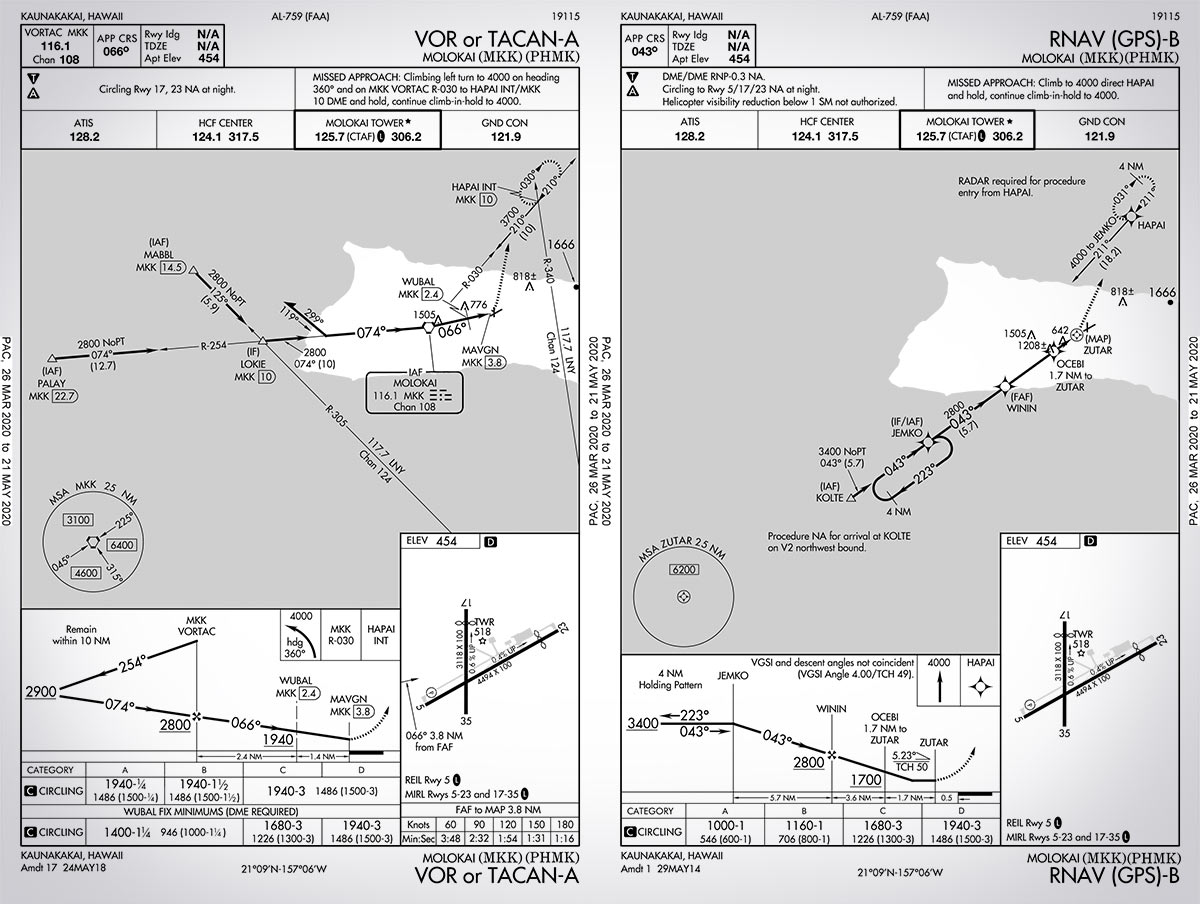 KAUNAKAKAI, HAWAII
AL-759 (FAA)
19115
VORTAC MKK
116.1
Chan 108
APP CRS
066º
Rwy Idg N/A
TDZE N/A
Apt Elev 454
VOR or TACAN-A
MOLOKAI (MKK)(PHMK)
T
A
Circling Rwy 17, 23 NA at night.
MISSED APPROACH: Climbing left turn to 4000 on heading
360° and on MKK VORTAC R-030 to HAPAI INT/MKK
10 DME and hold, continue climb-in-hold to 4000.
ATIS
128.2
HCF CENTER
124.1 317.5
MOLOKAI TOWER★
125.7 (CTAF) L 306.2
GND CON
121.9
HAPAI INT
MKK 10
030°
210°
3700
210°
(10)
R-030
R-340
1666
818±
117.7 LNY
Chan 124
(IAF)
MABBL
MKK 14.5
2800 NoPT
125°
(5.9)
WUBAL
MKK 2.4
776
1505
299°
119°
074°
066°
2800 NoPT
074°
(12.7)
R-254
(IAF)
PALAY
MKK 22.7
(IF)
LOKIE
MKK 10
2800
074° (10)
MAVGN
MKK 3.8
IAF
MOLOKAI
116.1 MKK
Chan 108
R-305
117.7 LNY
Chan 124
MSA MKK 25 NM
3100
225°
6400
045°
4600
315°
ELEV 454
D
17
TWR
518
3118 X 100
0.6 % UP
0.4% UP
4494 X 100
23
5
35
A
066° 3.8 NM
from FAF
REIL Rwy 5 L
MIRL Rwys 5-23 and 17-35 L
FAF to MAP 3.8 NM
Knots 60 90 120 150 180
Min:Sec 3:48 2:32 1:54 1:31 1:16
Remain
within 10 NM
MKK
VORTAC
4000
hdg
360°
MKK
R-030
HAPAI
INT
254°
2900
074°
2800
066°
WUBAL
MKK 2.4
1940
MAVGN
MKK 3.8
2.4 NM
1.4 NM
CATEGORY A B C D
C CIRCLING
1940-¼
1486 (1500-¼)
1940-1½
1486 (1500-1½)
1940-3 1486 (1500-3)
WUBAL FIX MINIMUMS (DME REQUIRED)
C CIRCLING
1400-1¼ 946 (1000-1¼)
1680-3
1226 (1300-3)
1940-3
1486 (1500-3)
KAUNAKAKAI, HAWAII
Amdt 17 24MAY18
21°09'N-157°06'W
MOLOKAI (MKK)(PHMK)
VOR or TACAN-A
PAC, 26 MAR 2020 to 21 MAY 2020
PAC, 26 MAR 2020 to 21 MAY 2020
KAUNAKAKAI, HAWAII
AL-759 (FAA)
19115
APP CRS
043º
Rwy Idg N/A
TDZE N/A
Apt Elev 454
RNAV (GPS)-B
MOLOKAI (MKK)(PHMK)
T
A
DME/DME RNP-0.3 NA.
Circling to Rwy 5/17/23 NA at night.
Helicopter visibility reduction below 1 SM not authorized.
MISSED APPROACH: Climb to 4000 direct HAPAI
and hold, continue climb-in-hold to 4000.
ATIS
128.2
HCF CENTER
124.1 317.5
MOLOKAI TOWER★
125.7 (CTAF) L 306.2
GND CON
121.9
RADAR required for procedure
entry from HAPAI.
4 NM
031°
211°
HAPAI
4000 to JEMKO
211°
(18.2)
818±
1666
1505
642
1208±
(MAP)
ZUTAR
OCEBI
1.7 NM to
ZUTAR
(FAF)
WININ
2800
043°
(5.7)
(IF/IAF)
JEMKO
3400 NoPT
043° (5.7)
043°
223°
(IAF)
KOLTE
4 NM
Procedure NA for arrival at KOLTE
on V2 northwest bound.
MSA ZUTAR 25 NM
6200
ELEV 454
D
17
TWR
518
3118 X 100
0.6 % UP
0.4% UP
4494 X 100
23
5
35
A
REIL Rwy 5 L
MIRL Rwys 5-23 and 17-35 L
4 NM
Holding Pattern
VGSI and descent angles not coincident
(VGSI Angle 4.00/TCH 49).
4000
HAPAI
JEMKO
3400
223°
043°
043°
WININ
2800
OCEBI
1.7 NM to
ZUTAR
1700
5.23°
TCH 50
ZUTAR
5.7 NM
3.6 NM
1.7 NM
0.5
CATEGORY A B C D
C CIRCLING
1000-1
546 (600-1)
1160-1
706 (800-1)
1680-3
1226 (1300-3)
1940-3
1486 (1500-3)
KAUNAKAKAI, HAWAII
Amdt 1 29MAY14
21°09'N-157°06'W
MOLOKAI (MKK)(PHMK)
RNAV (GPS)-B
PAC, 26 MAR 2020 to 21 MAY 2020
PAC, 26 MAR 2020 to 21 MAY 2020